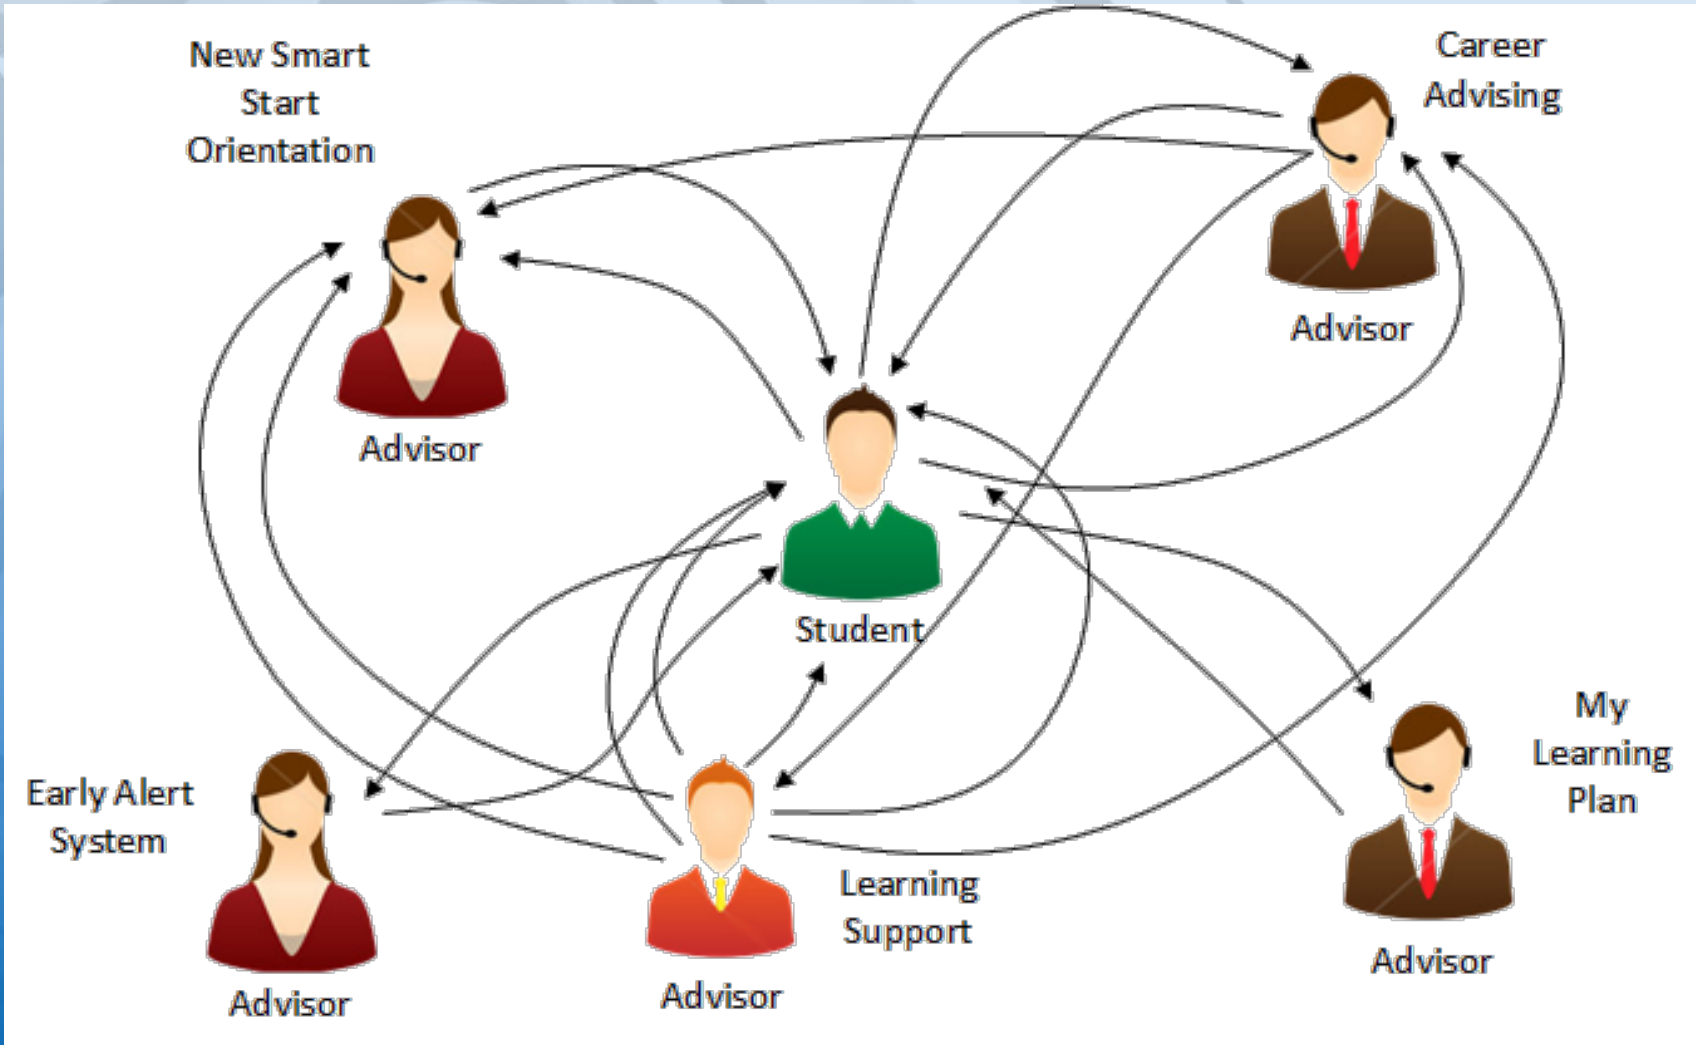 New Smart
Start
Orientation
Advisor
Career
Advising
Advisor
Student
Early Alert
System
Advisor
Learning
Support
Advisor
My
Learning
Plan
Advisor